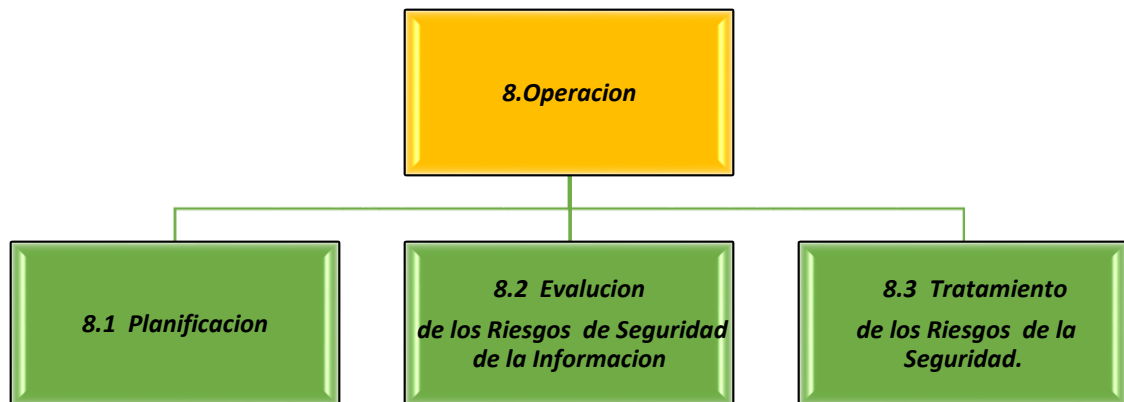 8.Operacion
8.1 Planificacion
8.2 Evalucion
de los Riesgos de Seguridad
de la Informacion
8.3 Tratamiento
de los Riesgos de la
Seguridad.